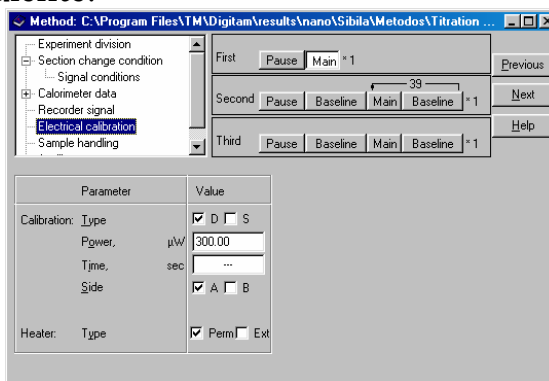 Method: C:\Program Files\TM\Digitam\results\nano\Sibila\Metodos\Titration ...
Experiment division
Section change condition
Signal conditions
Calorimeter data
Recorder signal
Electrical calibration
Sample handling
First Pause Main * 1
39
Second Pause Baseline Main Baseline * 1
Third Pause Baseline Main Baseline * 1
Previous
Next
Help
Parameter Value
Calibration: Type D S
Power, µW 300.00
Time, sec ...
Side A B
Heater: Type Perm Ext